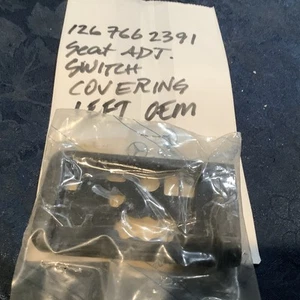 126 766 2391
Seat ADJ.
SWITCH
COVERING
LEFT OEM